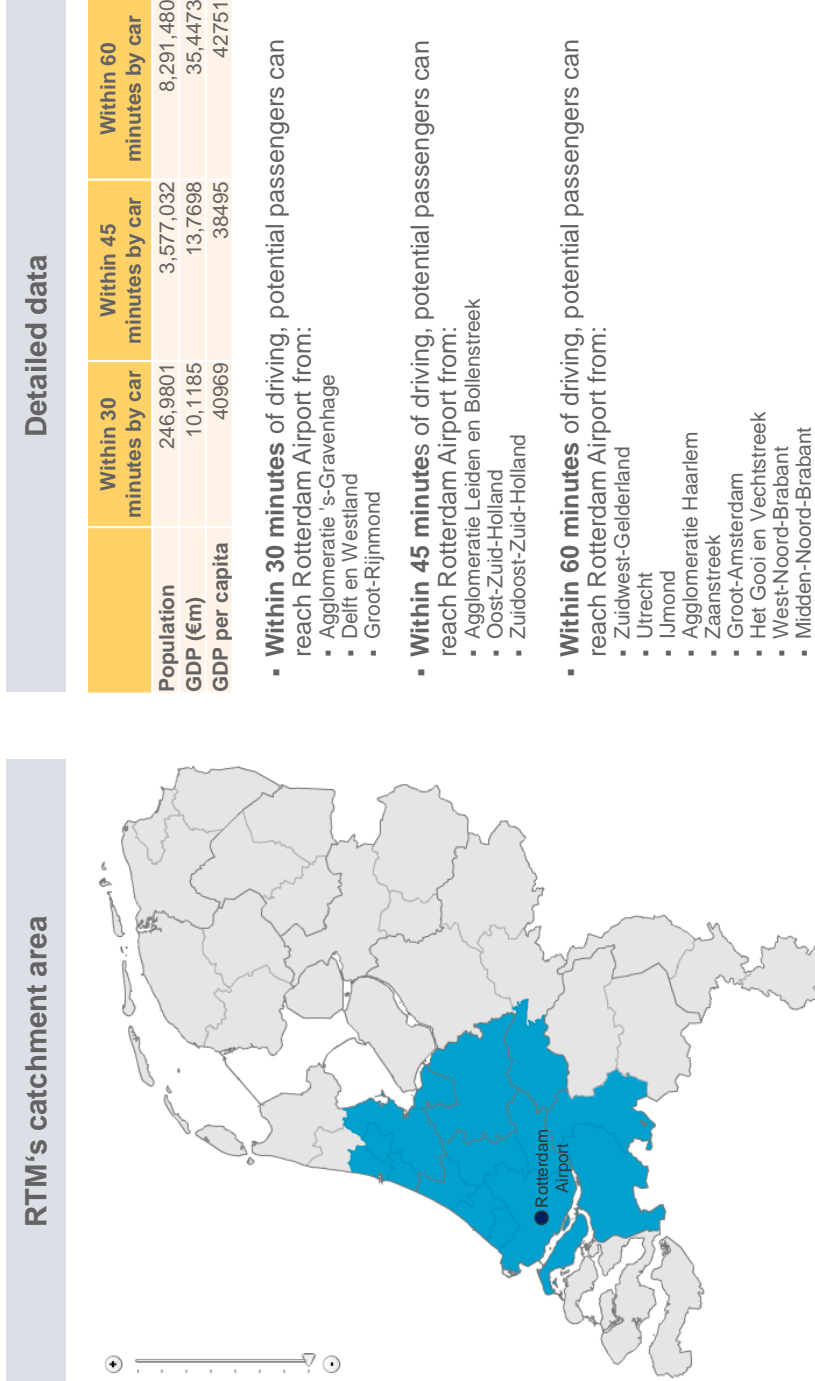 RTM‘s catchment area
+
-
Rotterdam
Airport
Detailed data
Within 30 minutes by car Within 45 minutes by car Within 60 minutes by car
Population 246,9801 3,577,032 8,291,480
GDP (€m) 10,1185 13,7698 35,4473
GDP per capita 40969 38495 42751
▪ Within 30 minutes of driving, potential passengers can
reach Rotterdam Airport from:
▪ Agglomeratie 's-Gravenhage
▪ Delft en Westland
▪ Groot-Rijnmond
▪ Within 45 minutes of driving, potential passengers can
reach Rotterdam Airport from:
▪ Agglomeratie Leiden en Bollenstreek
▪ Oost-Zuid-Holland
▪ Zuidoost-Zuid-Holland
▪ Within 60 minutes of driving, potential passengers can
reach Rotterdam Airport from:
▪ Zuidwest-Gelderland
▪ Utrecht
▪ IJmond
▪ Agglomeratie Haarlem
▪ Zaanstreek
▪ Groot-Amsterdam
▪ Het Gooi en Vechtstreek
▪ West-Noord-Brabant
▪ Midden-Noord-Brabant